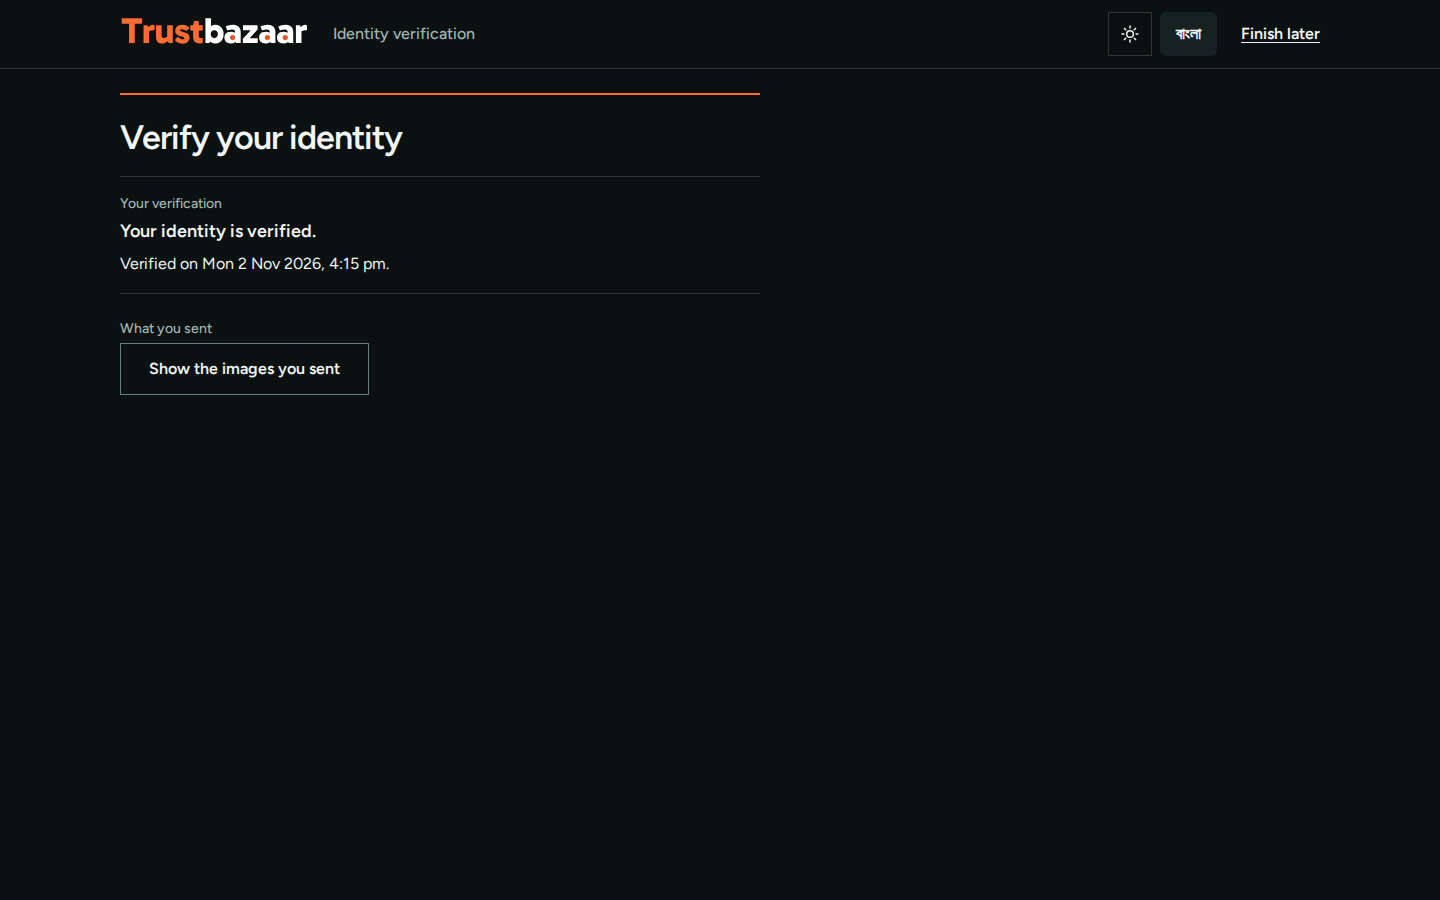 Trustbazaar
Identity verification
বাংলা
Finish later
Verify your identity
Your verification
Your identity is verified.
Verified on Mon 2 Nov 2026, 4:15 pm.
What you sent
Show the images you sent